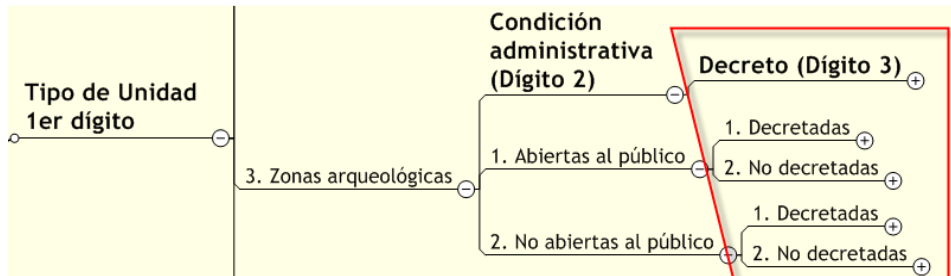 Tipo de Unidad
1er dígito
3. Zonas arqueológicas
Condición
administrativa
(Dígito 2)
Decreto (Dígito 3)
1. Abiertas al público
1. Decretadas
2. No decretadas
2. No abiertas al público
1. Decretadas
2. No decretadas